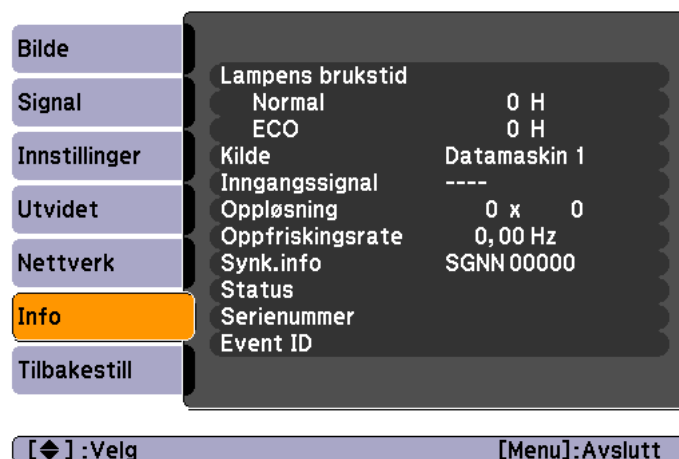 Bilde
Signal
Innstillinger
Utvidet
Nettverk
Info
Tilbakestill
Lampens brukstid
Normal 0 H
ECO 0 H
Kilde Datamaskin 1
Inngangssignal ----
Oppløsning 0 x 0
Oppfriskingsrate 0,00 Hz
Synk.info SGNN 00000
Status
Serienummer
Event ID
[◆] :Velg [Menu]:Avslutt